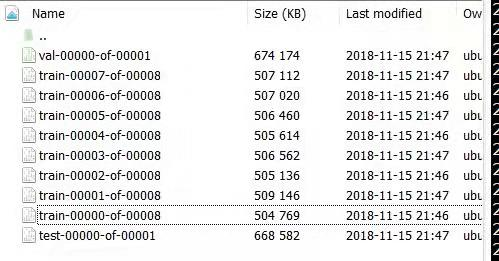 Name Size (KB) Last modified Ow
..
val-00000-of-00001 674 174 2018-11-15 21:47 ubu
train-00007-of-00008 507 112 2018-11-15 21:47 ubu
train-00006-of-00008 507 020 2018-11-15 21:46 ubu
train-00005-of-00008 506 460 2018-11-15 21:47 ubu
train-00004-of-00008 505 614 2018-11-15 21:46 ubu
train-00003-of-00008 506 562 2018-11-15 21:47 ubu
train-00002-of-00008 505 136 2018-11-15 21:46 ubu
train-00001-of-00008 509 146 2018-11-15 21:47 ubu
train-00000-of-00008 504 769 2018-11-15 21:46 ubu
test-00000-of-00001 668 582 2018-11-15 21:47 ubu